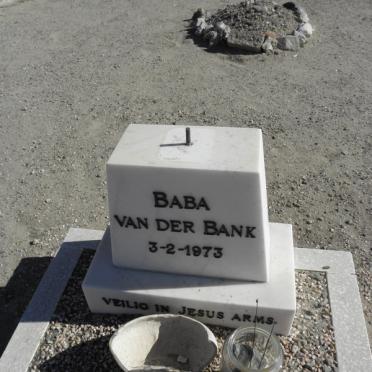 BABA
VAN DER BANK
3-2-1973
VEILIG IN JESUS ARMS.